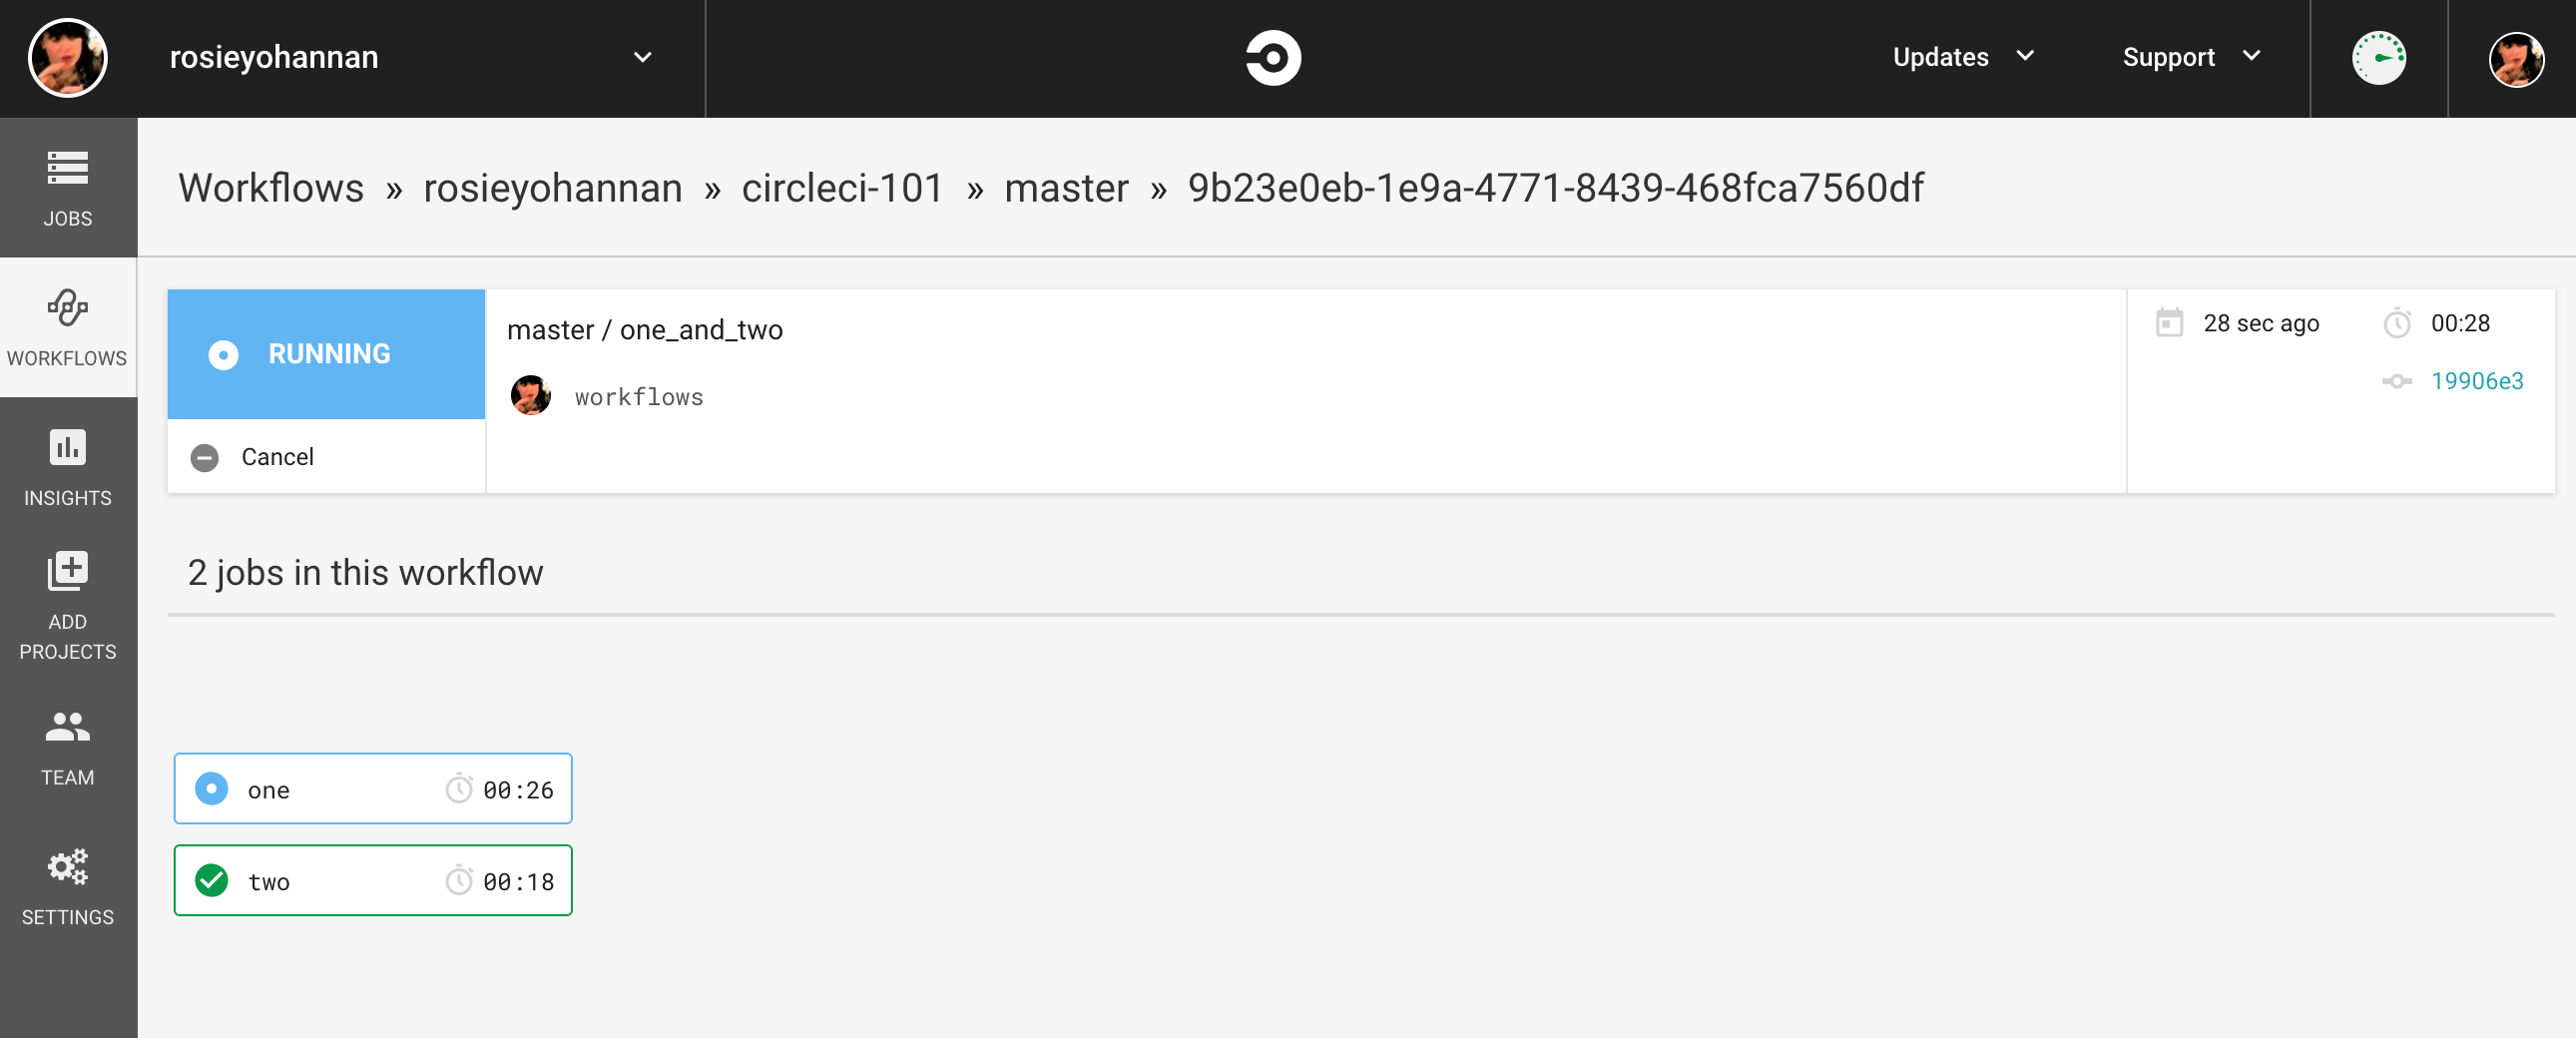 rosieyohannan
Updates
Support
JOBS
WORKFLOWS
INSIGHTS
ADD
PROJECTS
TEAM
SETTINGS
Workflows » rosieyohannan » circleci-101 » master » 9b23e0eb-1e9a-4771-8439-468fca7560df
RUNNING
Cancel
master / one_and_two
workflows
28 sec ago
00:28
19906e3
2 jobs in this workflow
one 00:26
two 00:18